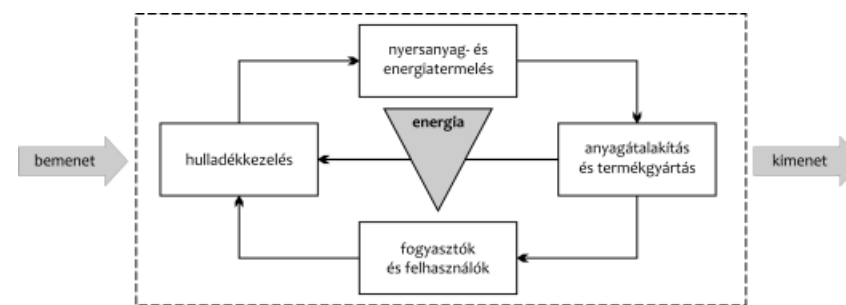 nyersanyag- és
energiatermelés
energia
bemenet
hulladékkezelés
anyagátalakítás
és termékgyártás
kimenet
fogyasztók
és felhasználók